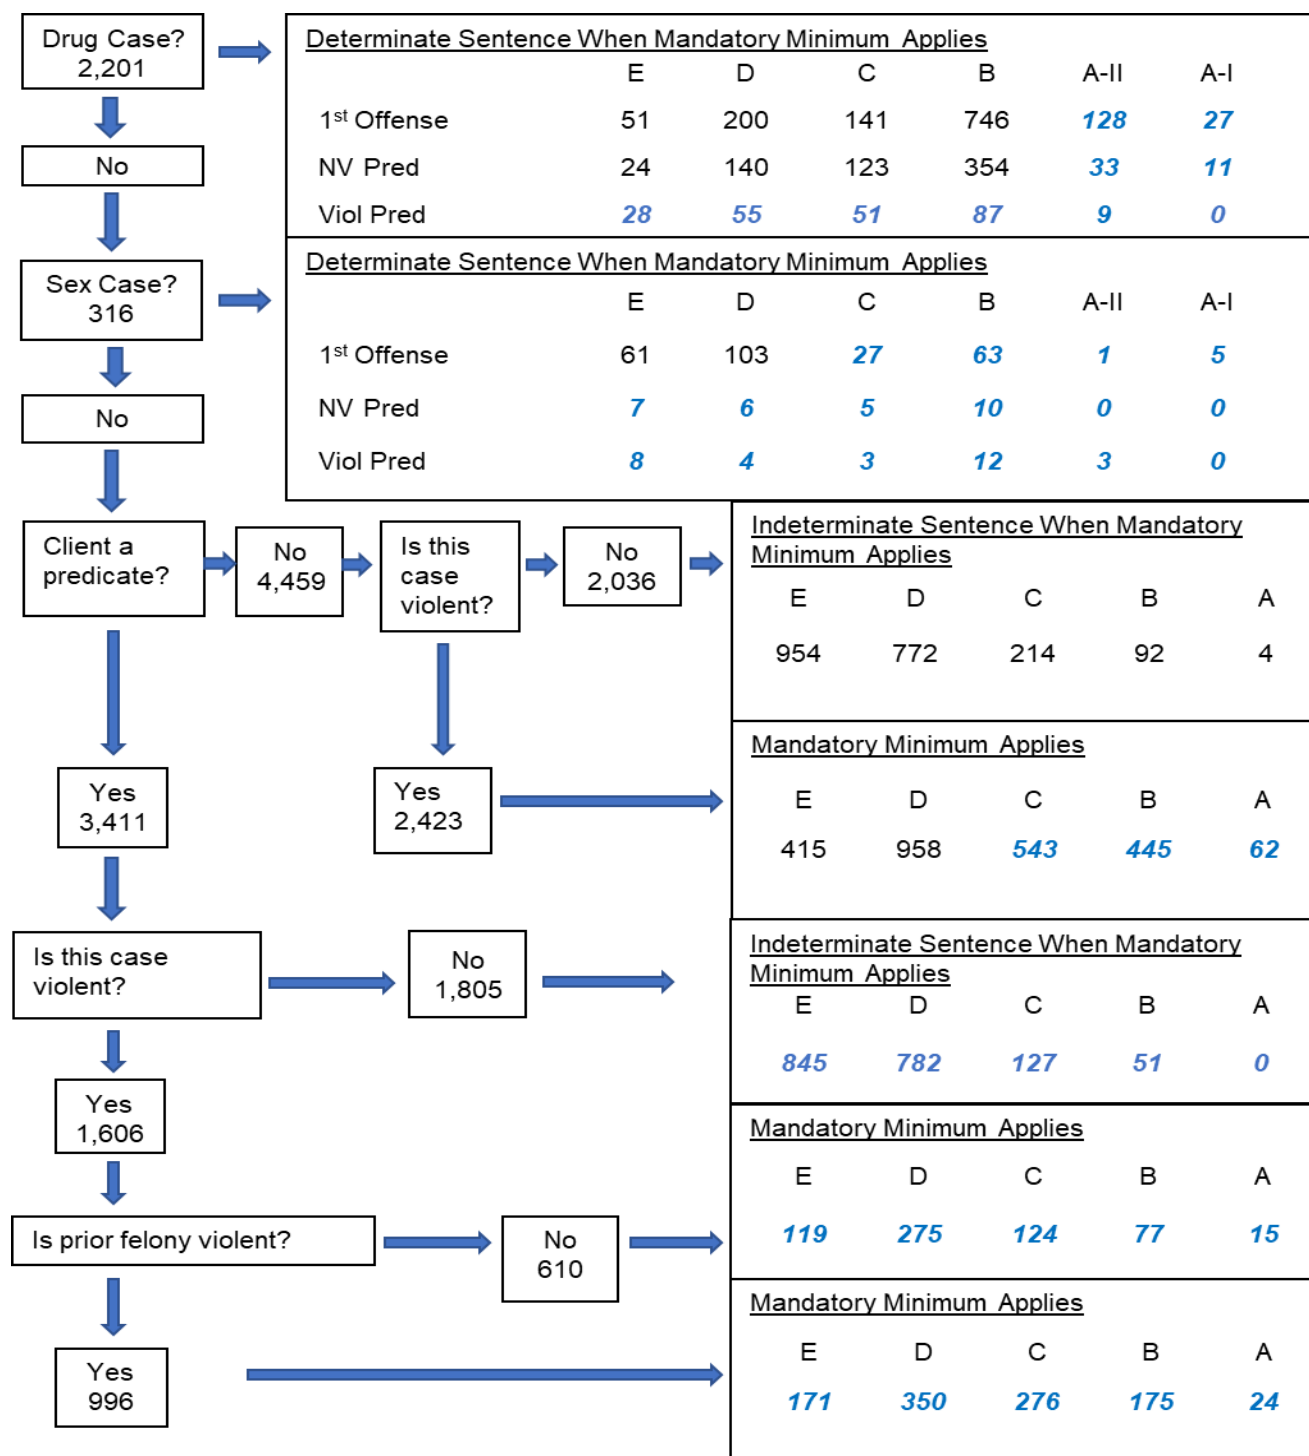 Drug Case?
2,201
Determinate Sentence When Mandatory Minimum Applies
E D C B A-II A-I
1st Offense 51 200 141 746 128 27
No
NV Pred 24 140 123 354 33 11
Viol Pred 28 55 51 87 9 0
Sex Case?
316
Determinate Sentence When Mandatory Minimum Applies
E D C B A-II A-I
1st Offense 61 103 27 63 1 5
No
NV Pred 7 6 5 10 0 0
Viol Pred 8 4 3 12 3 0
Client a
predicate?
No
4,459
Is this
case
violent?
No
2,036
Indeterminate Sentence When Mandatory
Minimum Applies
E D C B A
954 772 214 92 4
Yes
3,411
Yes
2,423
Mandatory Minimum Applies
E D C B A
415 958 543 445 62
Is this case
violent?
No
1,805
Indeterminate Sentence When Mandatory
Minimum Applies
E D C B A
845 782 127 51 0
Yes
1,606
Mandatory Minimum Applies
E D C B A
119 275 124 77 15
Is prior felony violent?
No
610
Yes
996
Mandatory Minimum Applies
E D C B A
171 350 276 175 24